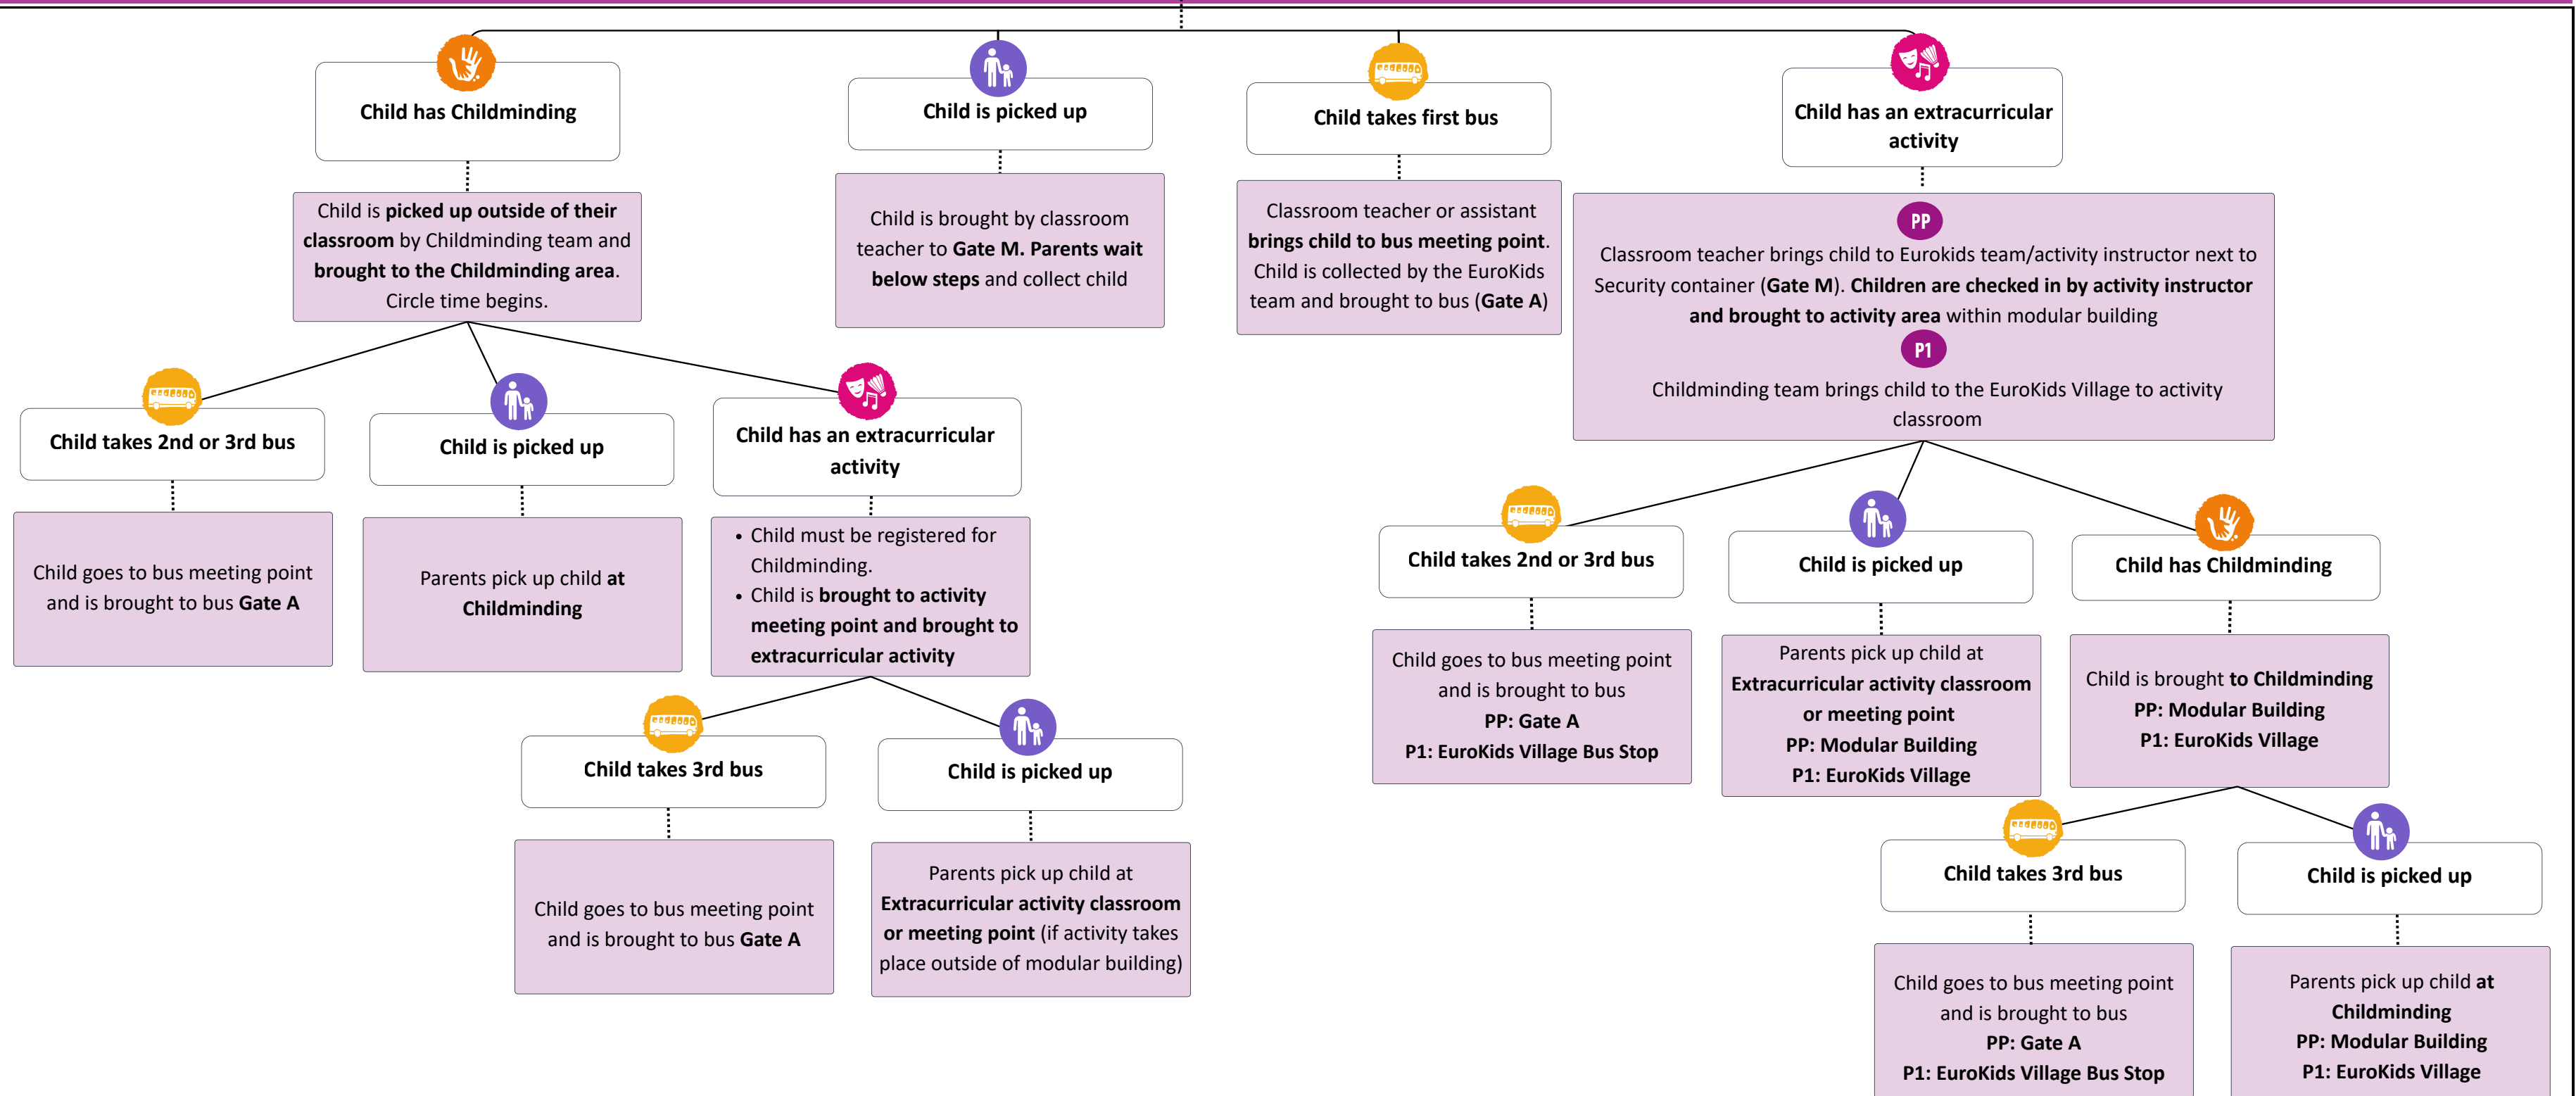 Child has Childminding
Child is picked up outside of their
classroom by Childminding team and
brought to the Childminding area.
Circle time begins.
Child takes 2nd or 3rd bus
Child goes to bus meeting point
and is brought to bus Gate A
Child is picked up
Parents pick up child at
Childminding
Child has an extracurricular
activity
• Child must be registered for
Childminding.
• Child is brought to activity
meeting point and brought to
extracurricular activity
Child takes 3rd bus
Child goes to bus meeting point
and is brought to bus Gate A
Child is picked up
Parents pick up child at
Extracurricular activity classroom
or meeting point (if activity takes
place outside of modular building)
Child is picked up
Child is brought by classroom
teacher to Gate M. Parents wait
below steps and collect child
Child takes first bus
Classroom teacher or assistant
brings child to bus meeting point.
Child is collected by the EuroKids
team and brought to bus (Gate A)
Child has an extracurricular
activity
PP
Classroom teacher brings child to Eurokids team/activity instructor next to
Security container (Gate M). Children are checked in by activity instructor
and brought to activity area within modular building
P1
Childminding team brings child to the EuroKids Village to activity
classroom
Child takes 2nd or 3rd bus
Child goes to bus meeting point
and is brought to bus
PP: Gate A
P1: EuroKids Village Bus Stop
Child is picked up
Parents pick up child at
Extracurricular activity classroom
or meeting point
PP: Modular Building
P1: EuroKids Village
Child has Childminding
Child is brought to Childminding
PP: Modular Building
P1: EuroKids Village
Child takes 3rd bus
Child goes to bus meeting point
and is brought to bus
PP: Gate A
P1: EuroKids Village Bus Stop
Child is picked up
Parents pick up child at
Childminding
PP: Modular Building
P1: EuroKids Village